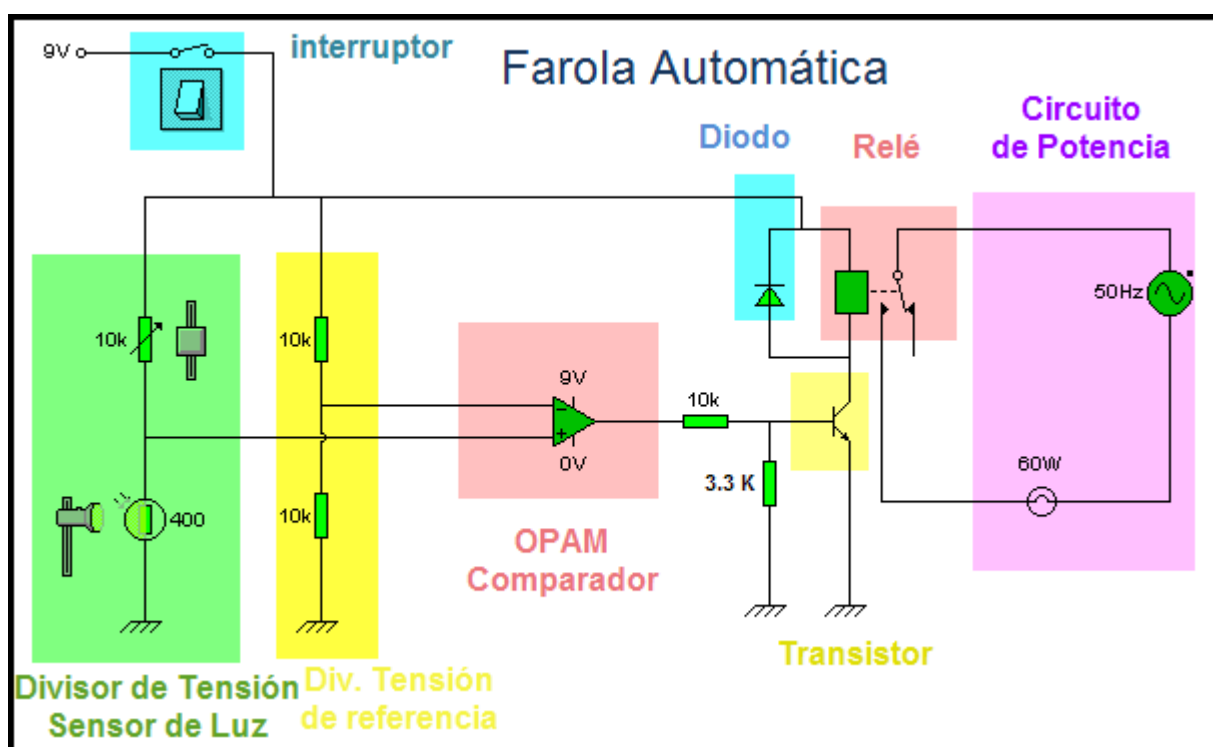 9V
interruptor
Farola Automática
Diodo
Relé
Circuito
de Potencia
10k
10k
9V
-
+
0V
10k
50Hz
400
10k
3.3 K
60W
OPAM
Comparador
Transistor
Divisor de Tensión
Sensor de Luz
Div. Tensión
de referencia